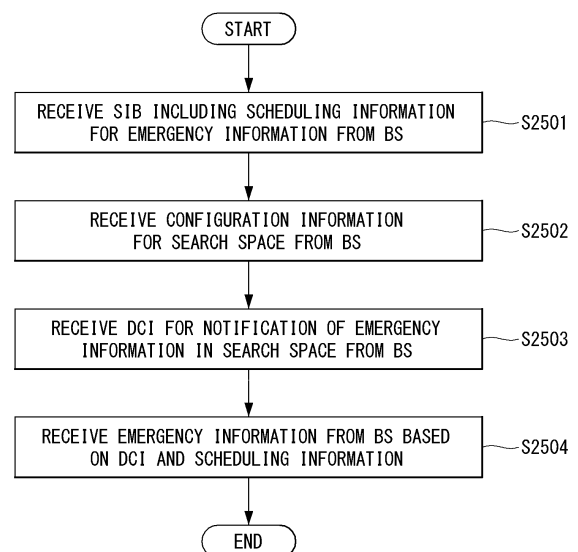 START
RECEIVE SIB INCLUDING SCHEDULING INFORMATION
FOR EMERGENCY INFORMATION FROM BS
S2501
RECEIVE CONFIGURATION INFORMATION
FOR SEARCH SPACE FROM BS
S2502
RECEIVE DCI FOR NOTIFICATION OF EMERGENCY
INFORMATION IN SEARCH SPACE FROM BS
S2503
RECEIVE EMERGENCY INFORMATION FROM BS BASED
ON DCI AND SCHEDULING INFORMATION
S2504
END